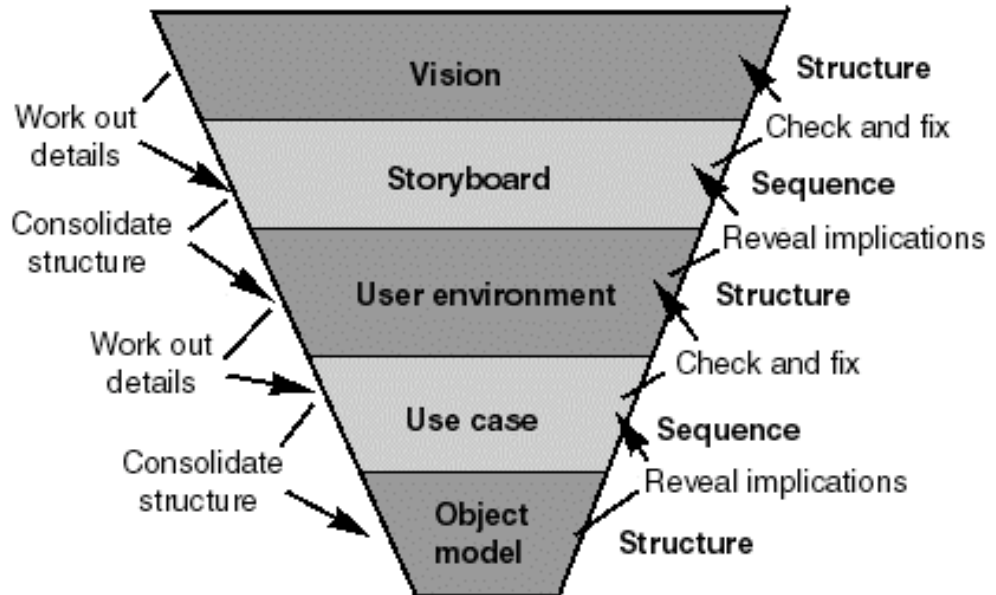 Vision
Structure
Work out
details
Check and fix
Storyboard
Sequence
Consolidate
structure
Reveal implications
User environment
Structure
Work out
details
Check and fix
Use case
Sequence
Consolidate
structure
Reveal implications
Object
model
Structure